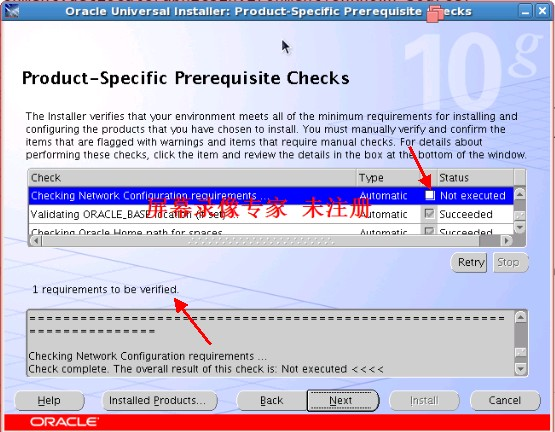 Oracle Universal Installer: Product-Specific Prerequisite Checks
10g
Product-Specific Prerequisite Checks
The Installer verifies that your environment meets all of the minimum requirements for installing and
configuring the products that you have chosen to install. You must manually verify and confirm the
items that are flagged with warnings and items that require manual checks. For details about
performing these checks, click the item and review the details in the box at the bottom of the window.
Check Type Status
Checking Network Configuration requirements ... Automatic Not executed
Validating ORACLE_BASE location (if set) ... Automatic Succeeded
屏幕录像专家 未注册
Checking Oracle Home path for spaces... Automatic Succeeded
Retry Stop
1 requirements to be verified.
Checking Network Configuration requirements ...
Check complete. The overall result of this check is: Not executed <<<<
Help Installed Products... Back Next Install Cancel
ORACLE